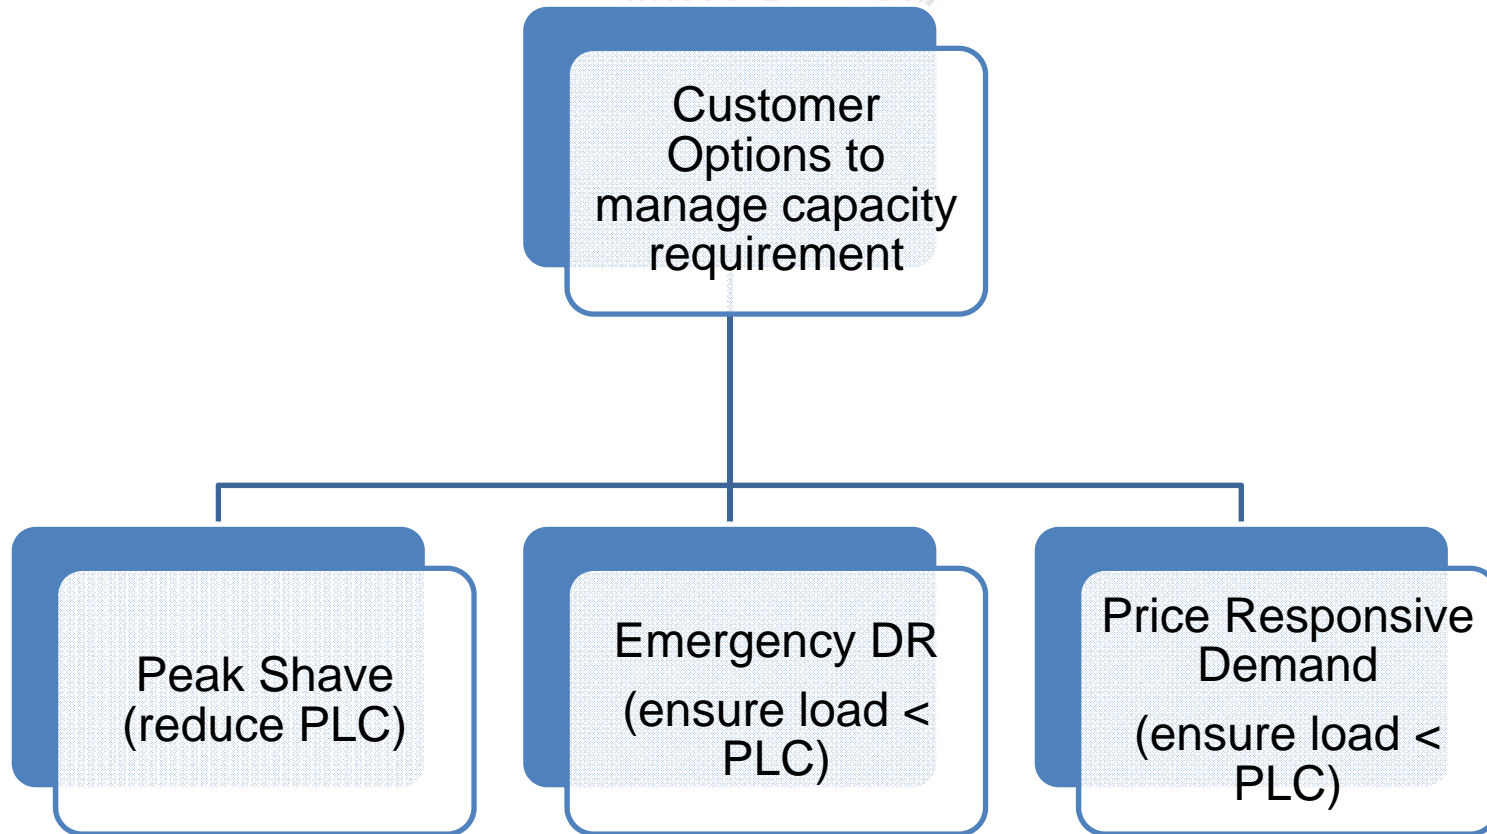 Customer
Options to
manage capacity
requirement
Peak Shave
(reduce PLC)
Emergency DR
(ensure load <
PLC)
Price Responsive
Demand
(ensure load <
PLC)